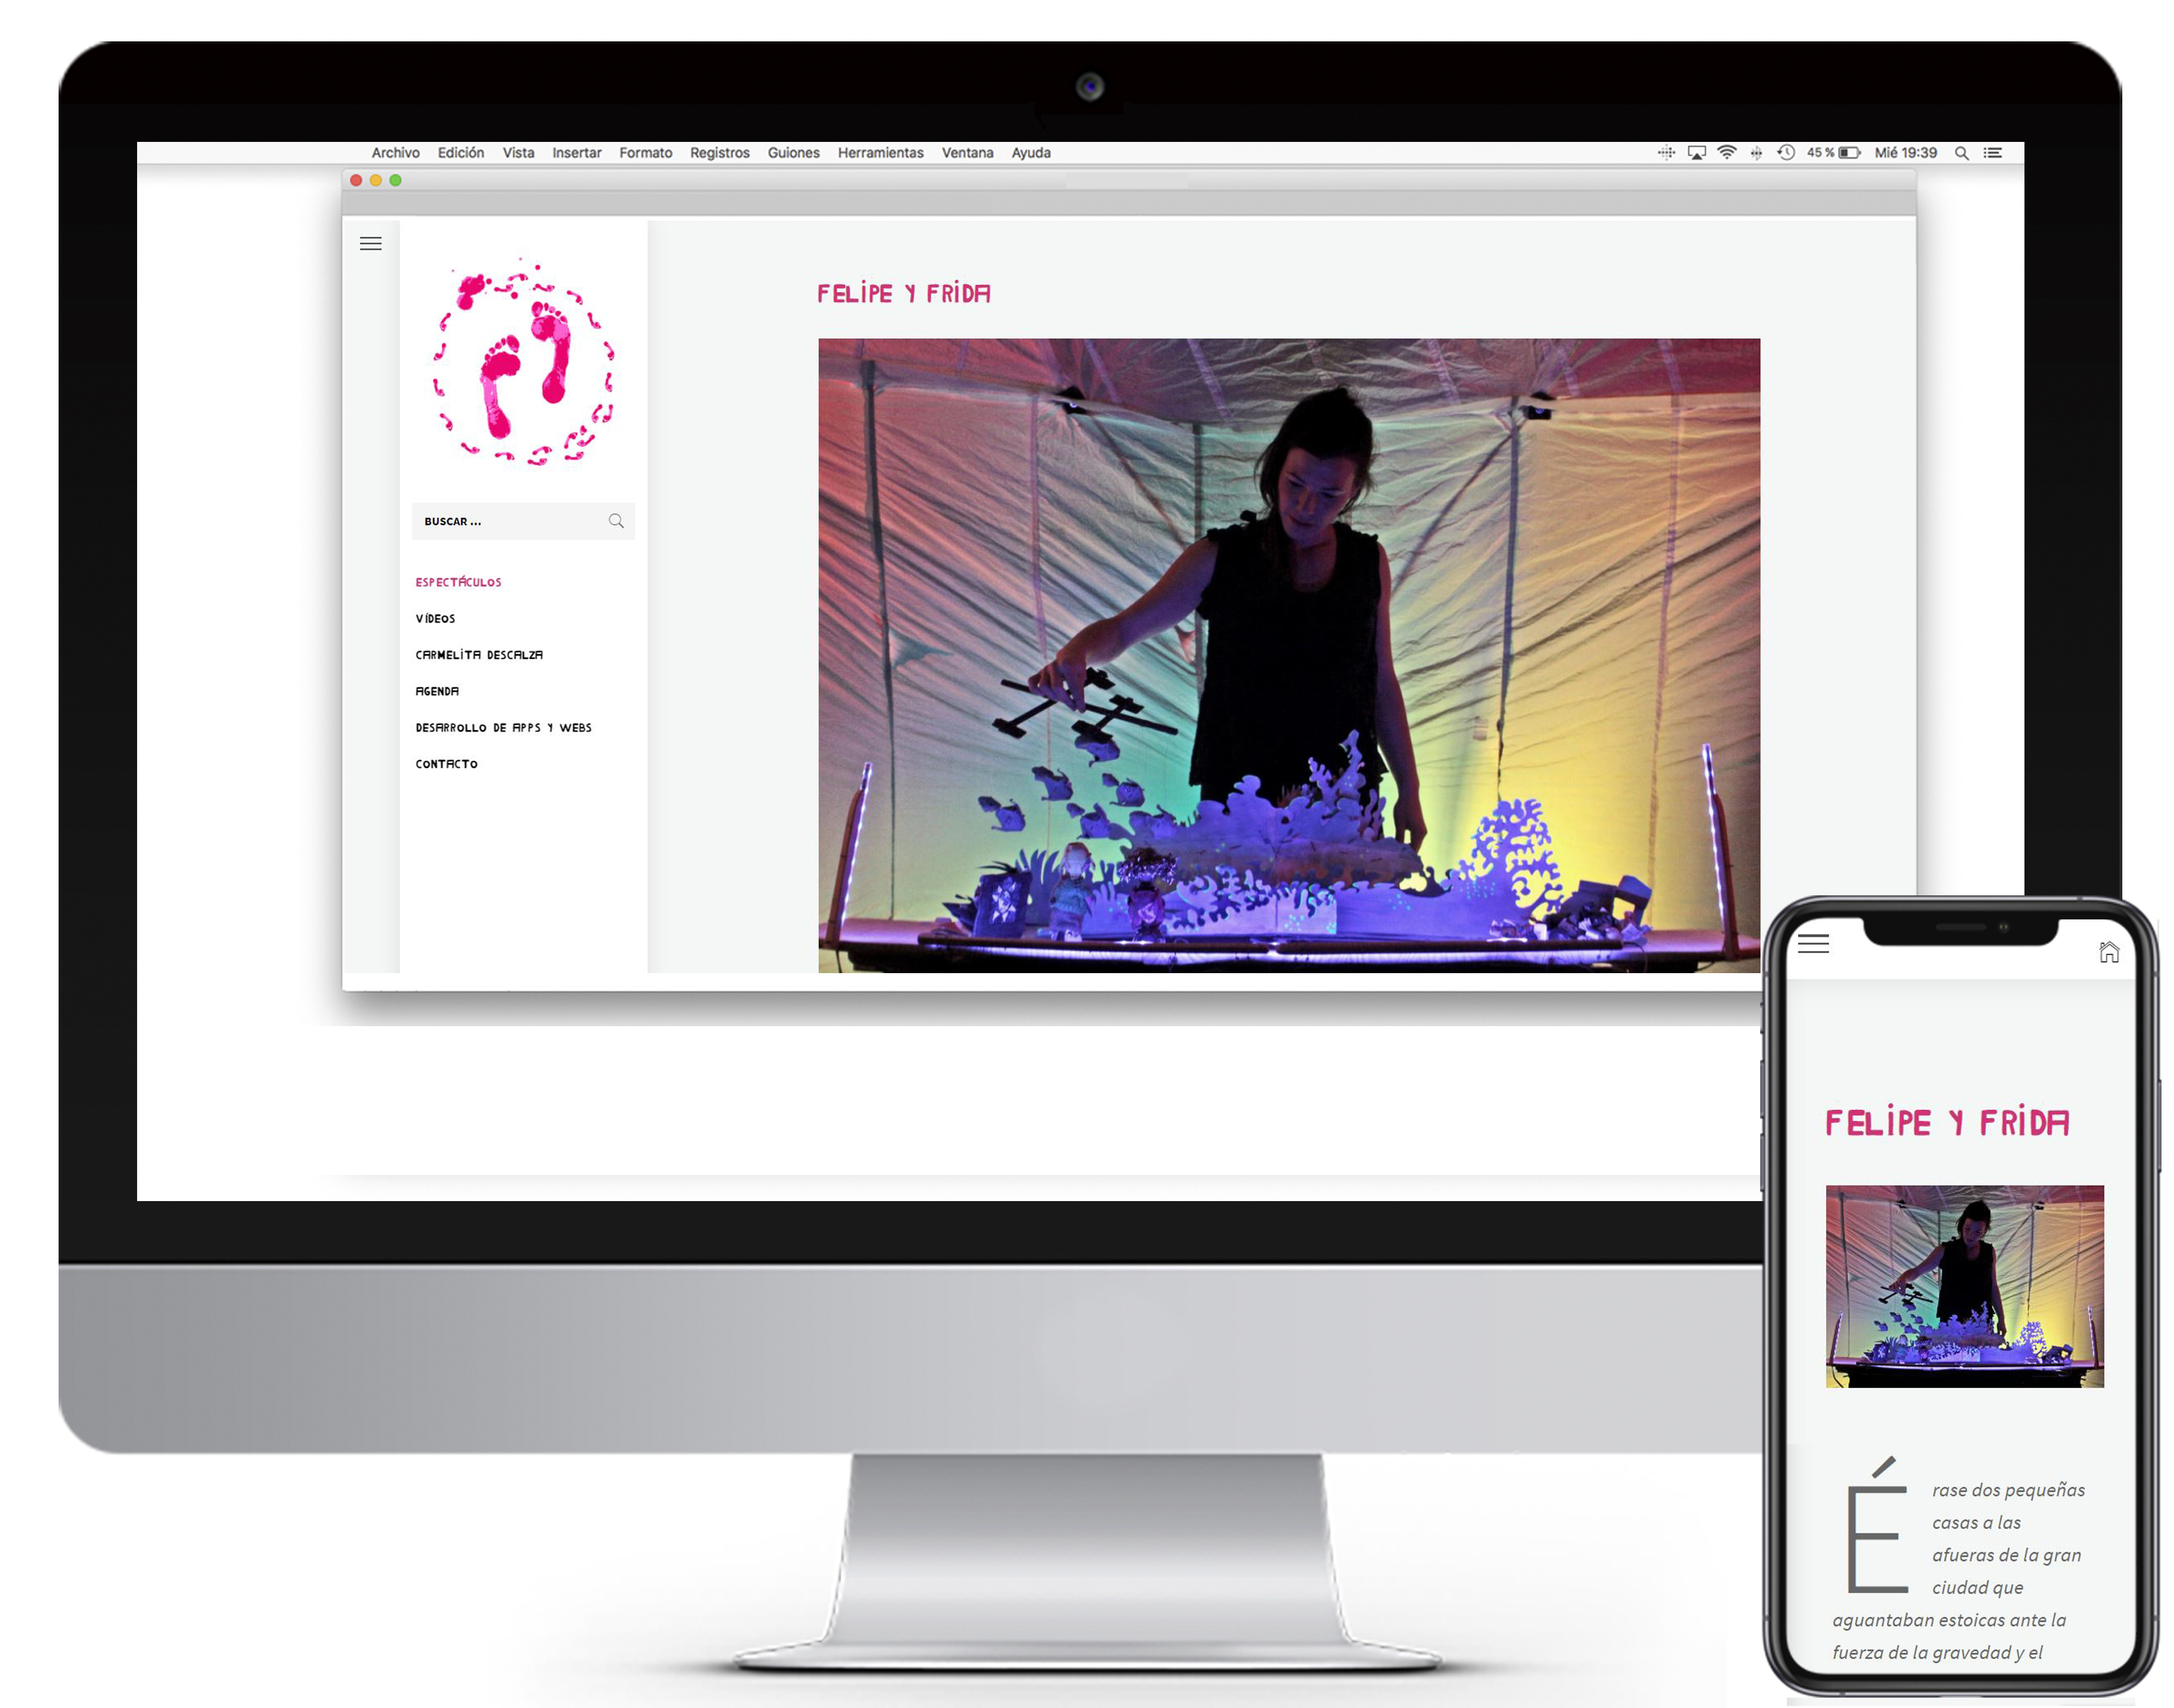 Archivo Edición Vista Insertar Formato Registros Guiones Herramientas Ventana Ayuda 45 % Mié 19:39
FELIPE Y FRIDA
BUSCAR ...
ESPECTÁCULOS
VÍDEOS
CARMELITA DESCALZA
AGENDA
DESARROLLO DE APPS Y WEBS
CONTACTO
FELIPE Y FRIDA
Érase dos pequeñas
casas a las
afueras de la gran
ciudad que
aguantaban estoicas ante la
fuerza de la gravedad y el